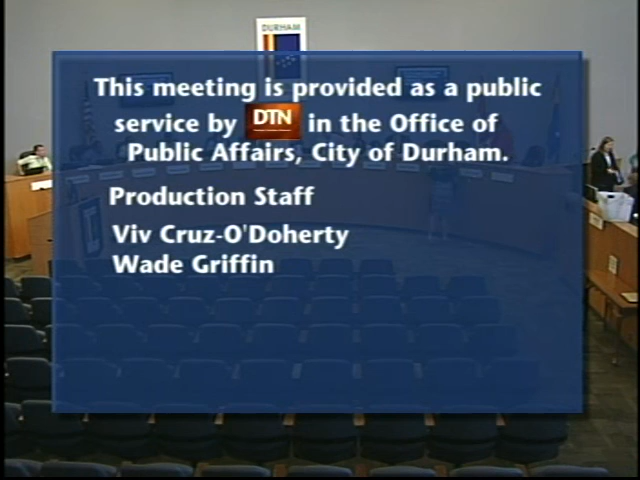 DURHAM
This meeting is provided as a public
service by DTN in the Office of
Public Affairs, City of Durham.
Production Staff
Viv Cruz-O'Doherty
Wade Griffin